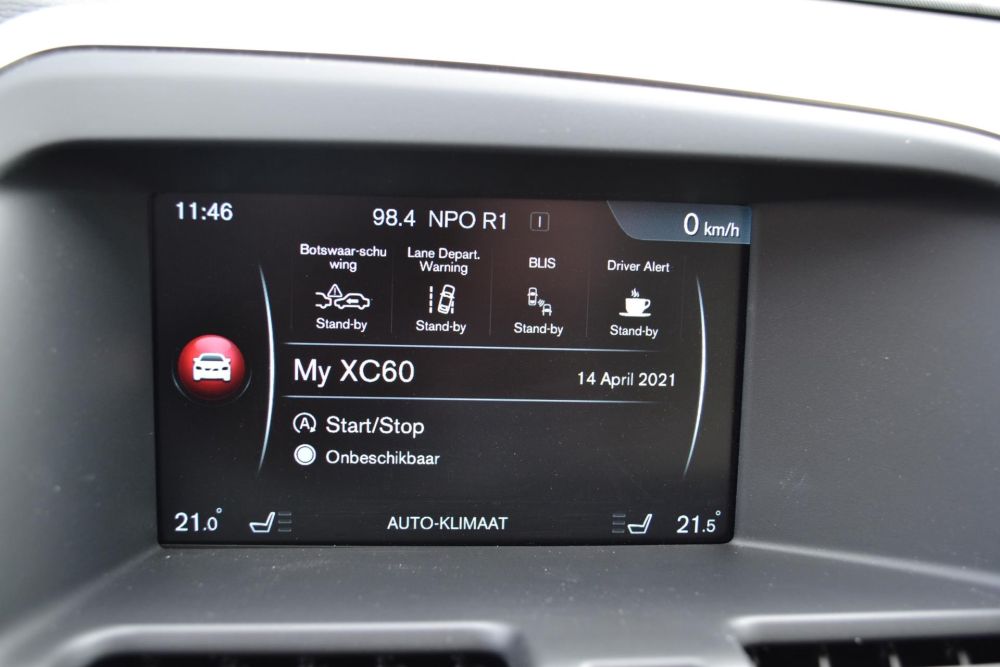 11:46
98.4 NPO R1 I
0 km/h
Botswaar-schu
wing
Stand-by
Lane Depart.
Warning
Stand-by
BLIS
Stand-by
Driver Alert
Stand-by
My XC60
14 April 2021
A Start/Stop
Onbeschikbaar
21.0°
AUTO-KLIMAAT
21.5°